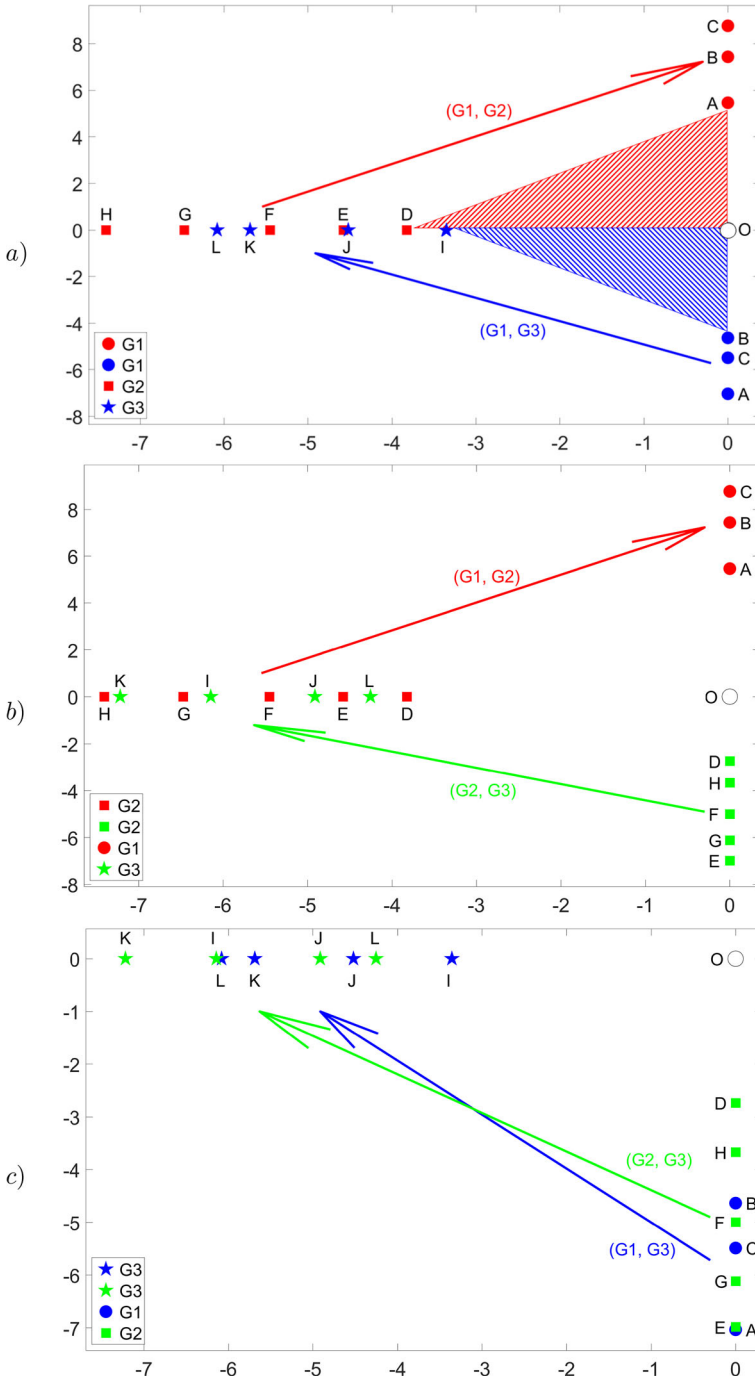 a)
C
8
B
6
A
(G1, G2)
4
2
H G F E D
0 O
L K J I
-2
-4
(G1, G3)
B
C
-6
A
-8
G1
G1
G2
G3
-7 -6 -5 -4 -3 -2 -1 0
b)
C
8
B
6
A
(G1, G2)
4
2
K I J L
0 O
H G F E D
-2
D
H
-4
(G2, G3)
F
-6
G
E
-8
G2
G2
G1
G3
-7 -6 -5 -4 -3 -2 -1 0
c)
K I J L
0 O
L K J I
-1
-2
-3
D
H
-4
(G2, G3)
B
-5
F
C
(G1, G3)
-6
G
-7
E A
G3
G3
G1
G2
-7 -6 -5 -4 -3 -2 -1 0